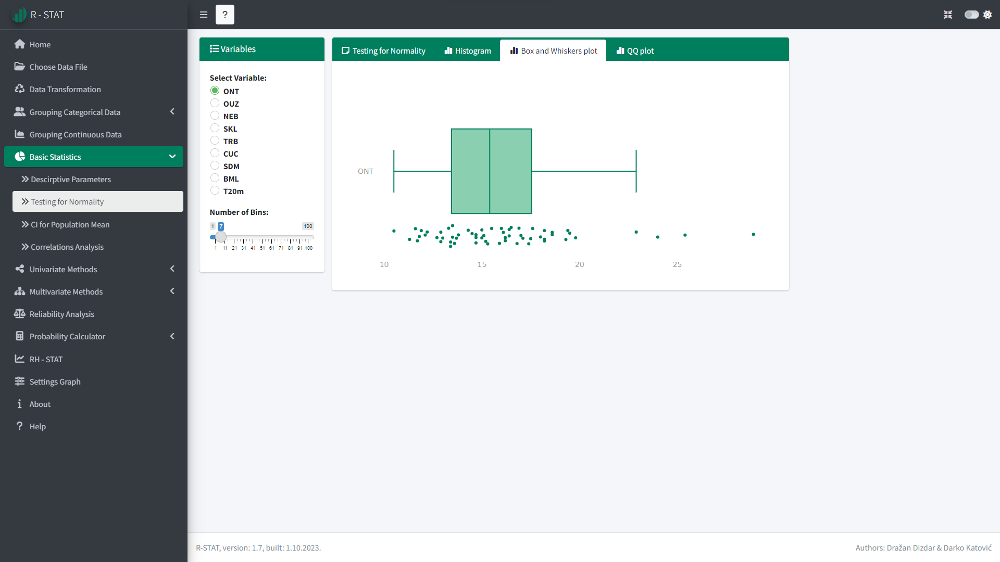 R - STAT
?
Home
Choose Data File
Data Transformation
Grouping Categorical Data
Grouping Continuous Data
Basic Statistics
Descirptive Parameters
Testing for Normality
CI for Population Mean
Correlations Analysis
Univariate Methods
Multivariate Methods
Reliability Analysis
Probability Calculator
RH - STAT
Settings Graph
About
Help
Variables
Select Variable:
ONT
OUZ
NEB
SKL
TRB
CUC
SDM
BML
T20m
Number of Bins:
1 7 100
1 11 21 31 41 51 61 71 81 91 100
Testing for Normality Histogram Box and Whiskers plot QQ plot
ONT
10 15 20 25
R-STAT, version: 1.7, built: 1.10.2023.
Authors: Dražan Dizdar & Darko Katović